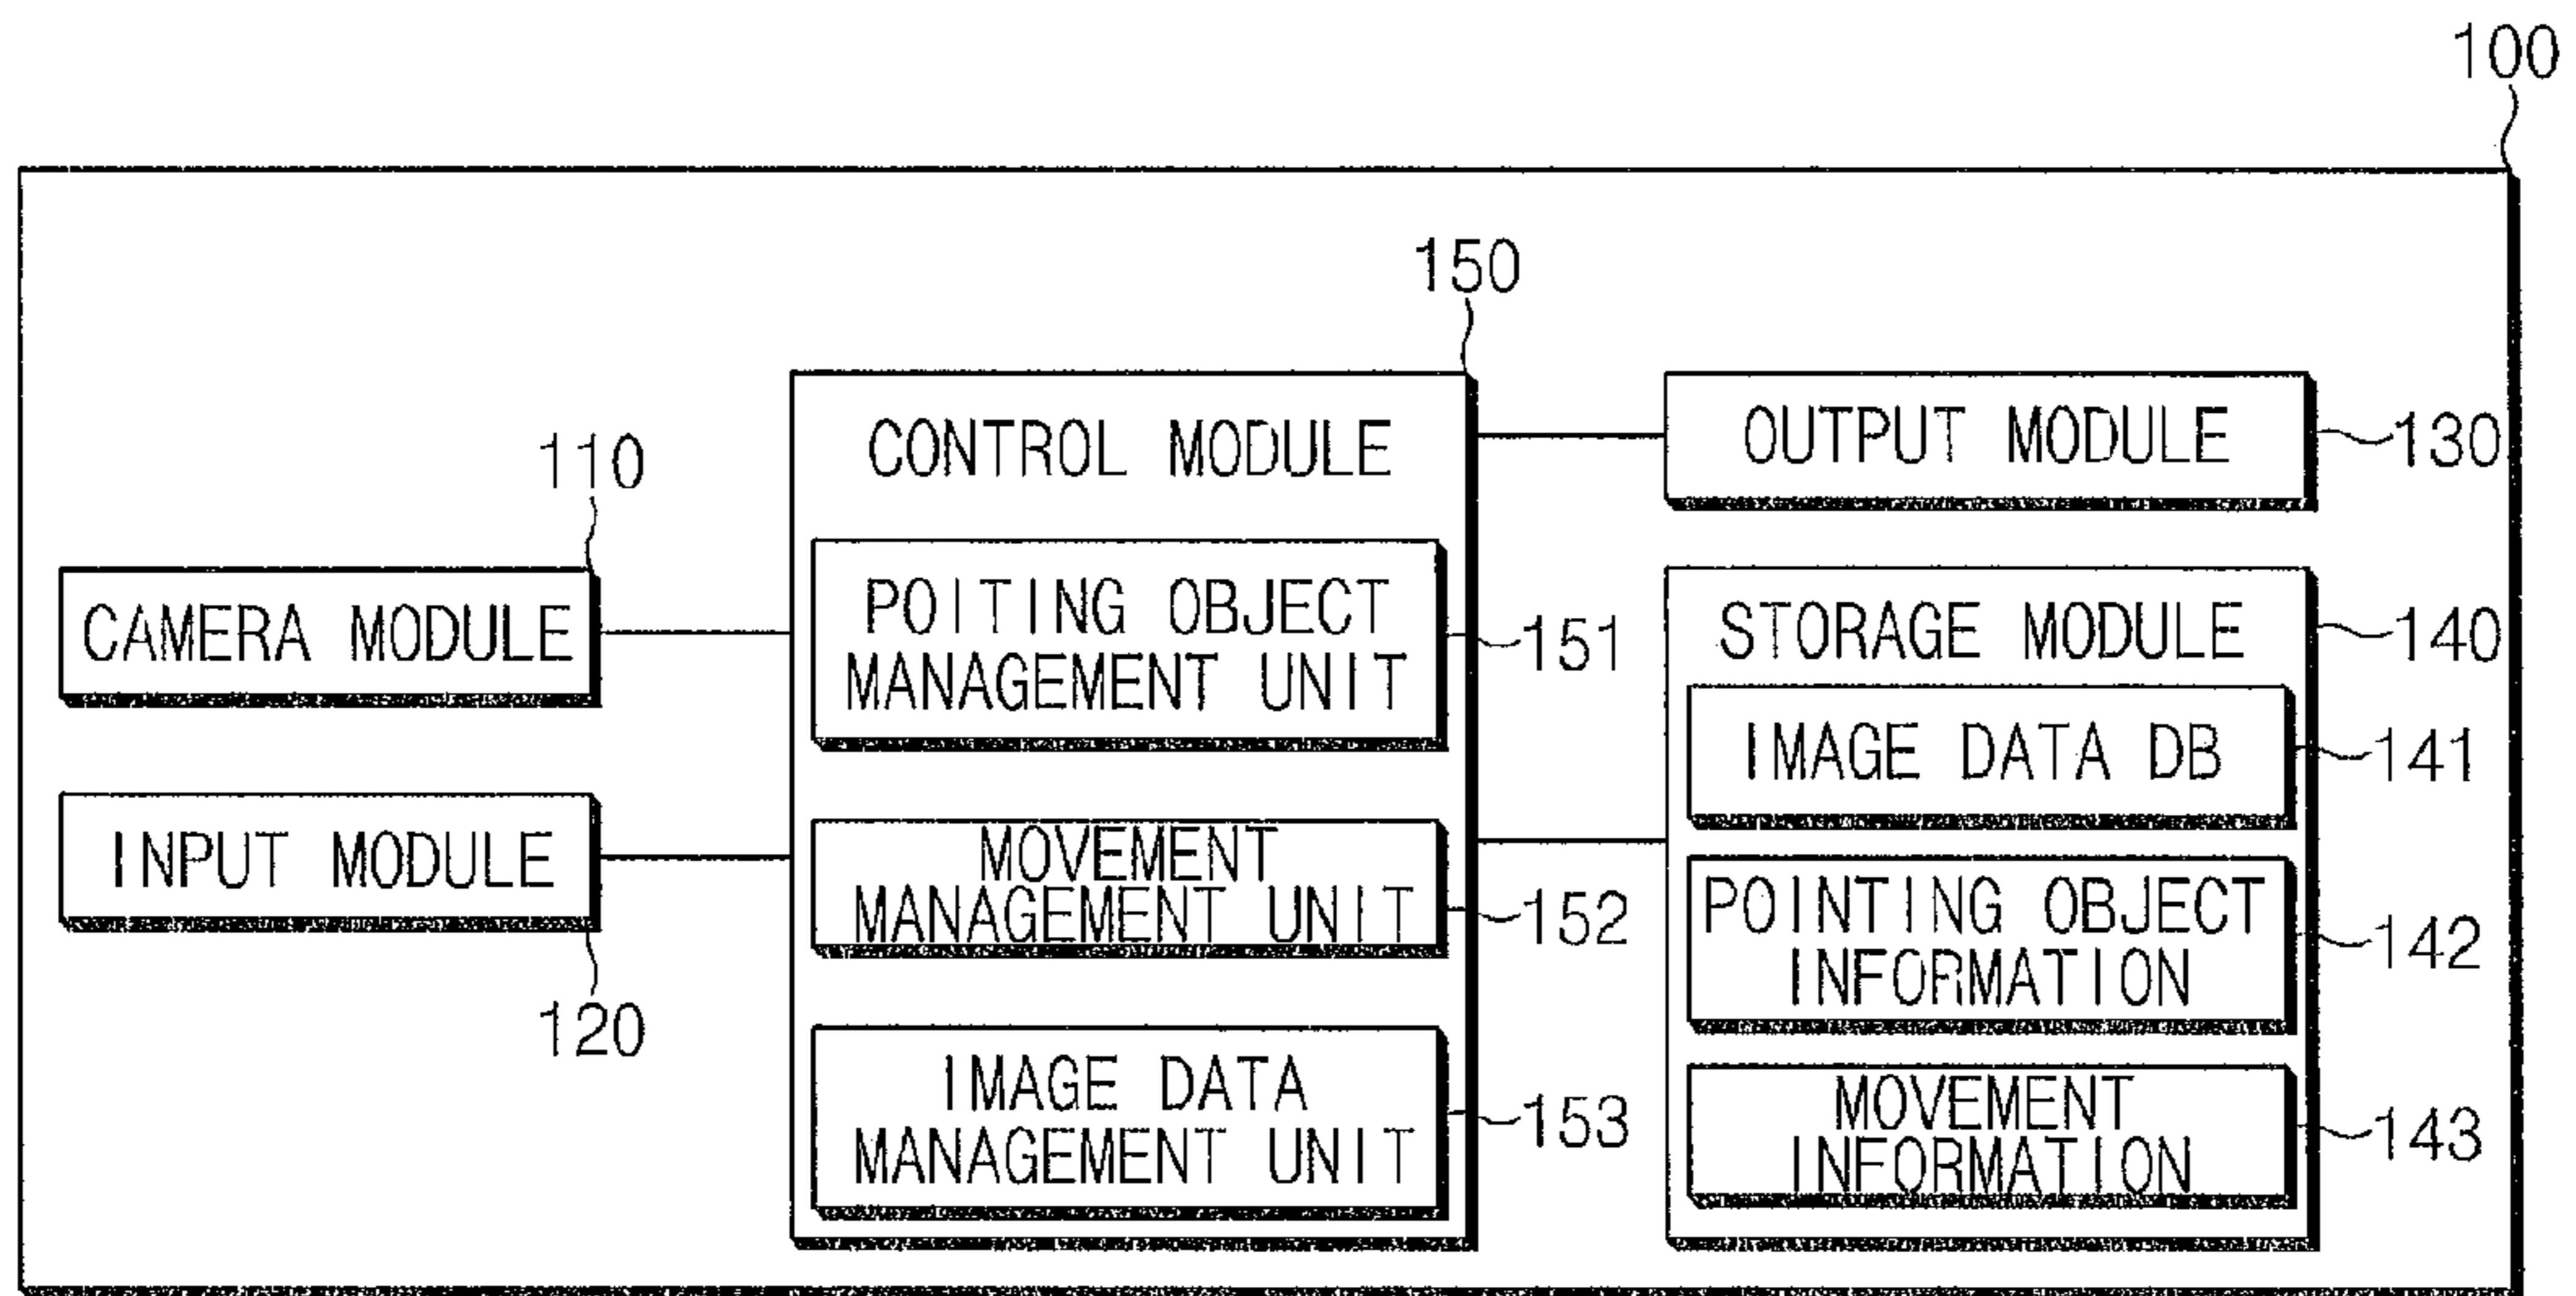 100
150
CONTROL MODULE
OUTPUT MODULE
130
110
CAMERA MODULE
POITING OBJECT
MANAGEMENT UNIT
151
STORAGE MODULE
140
IMAGE DATA DB
141
INPUT MODULE
120
MOVEMENT
MANAGEMENT UNIT
152
POINTING OBJECT
INFORMATION
142
IMAGE DATA
MANAGEMENT UNIT
153
MOVEMENT
INFORMATION
143